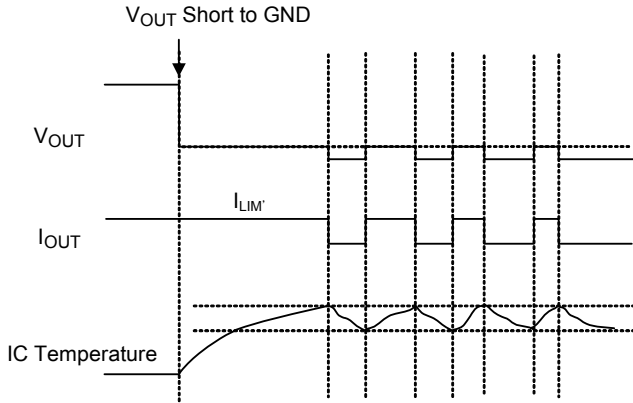 VOUT Short to GND
VOUT
ILIM'
IOUT
IC Temperature